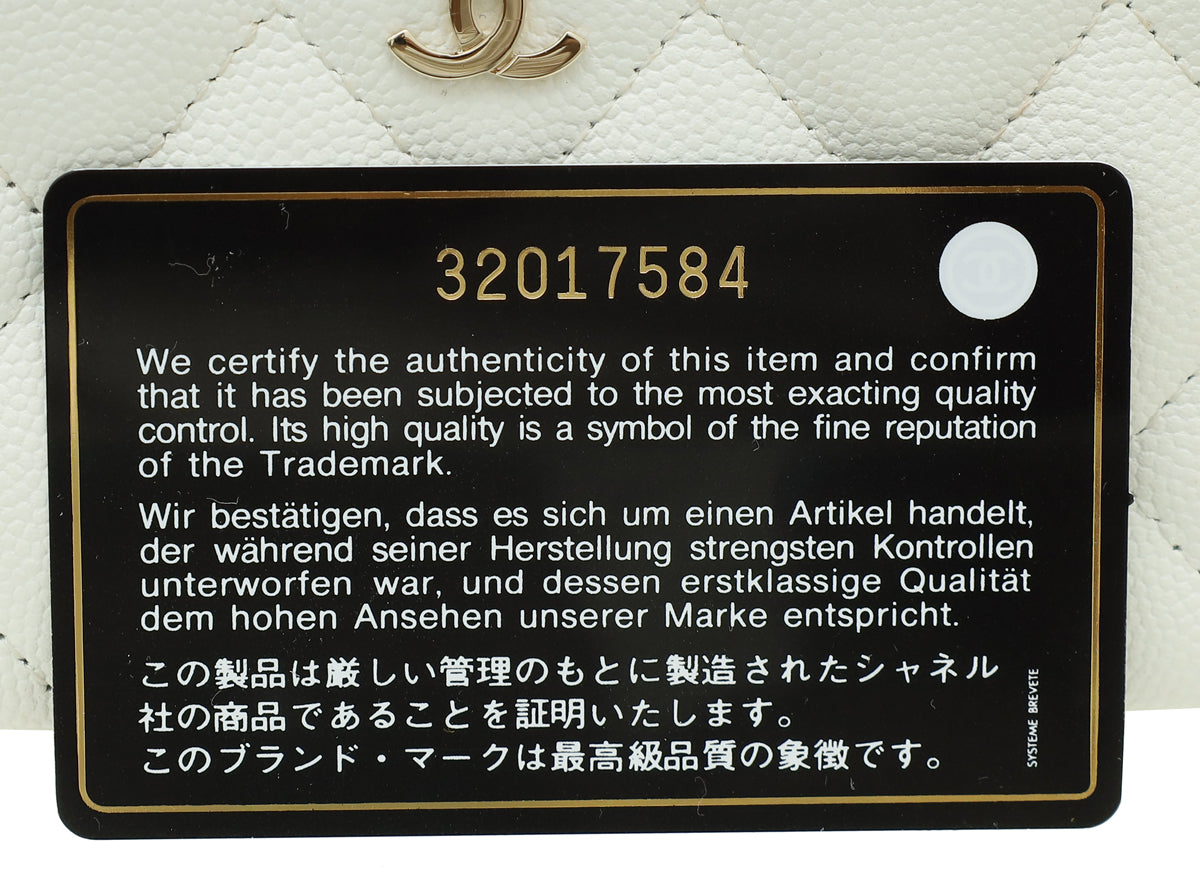 32017584
We certify the authenticity of this item and confirm
that it has been subjected to the most exacting quality
control. Its high quality is a symbol of the fine reputation
of the Trademark.
Wir bestätigen, dass es sich um einen Artikel handelt,
der während seiner Herstellung strengsten Kontrollen
unterworfen war, und dessen erstklassige Qualität
dem hohen Ansehen unserer Marke entspricht.
この製品は厳しい管理のもとに製造されたシャネル
社の商品であることを証明いたします。
このブランド・マークは最高級品質の象徴です。
SYSTEME BREVETE